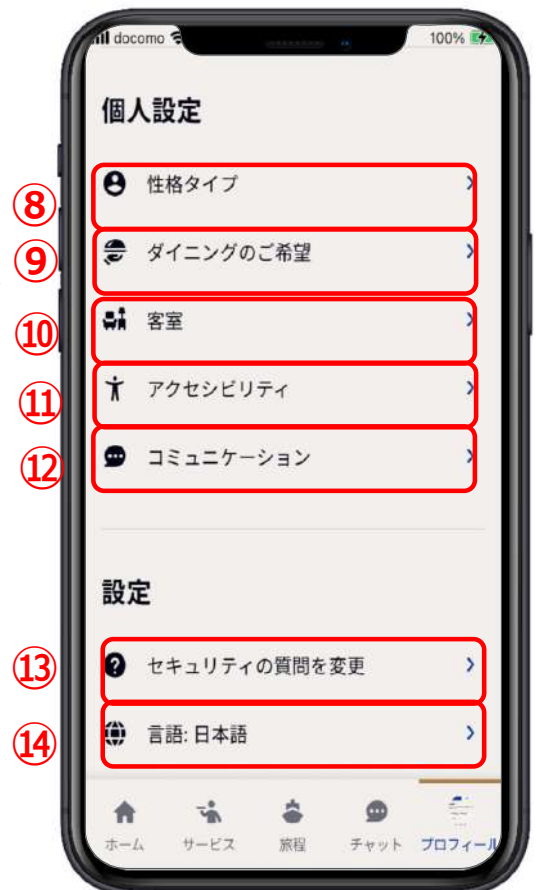 docomo 100%
個人設定
⑧ 性格タイプ
⑨ ダイニングのご希望
⑩ 客室
⑪ アクセシビリティ
⑫ コミュニケーション
設定
⑬ セキュリティの質問を変更
⑭ 言語: 日本語
ホーム サービス 旅程 チャット プロフィール